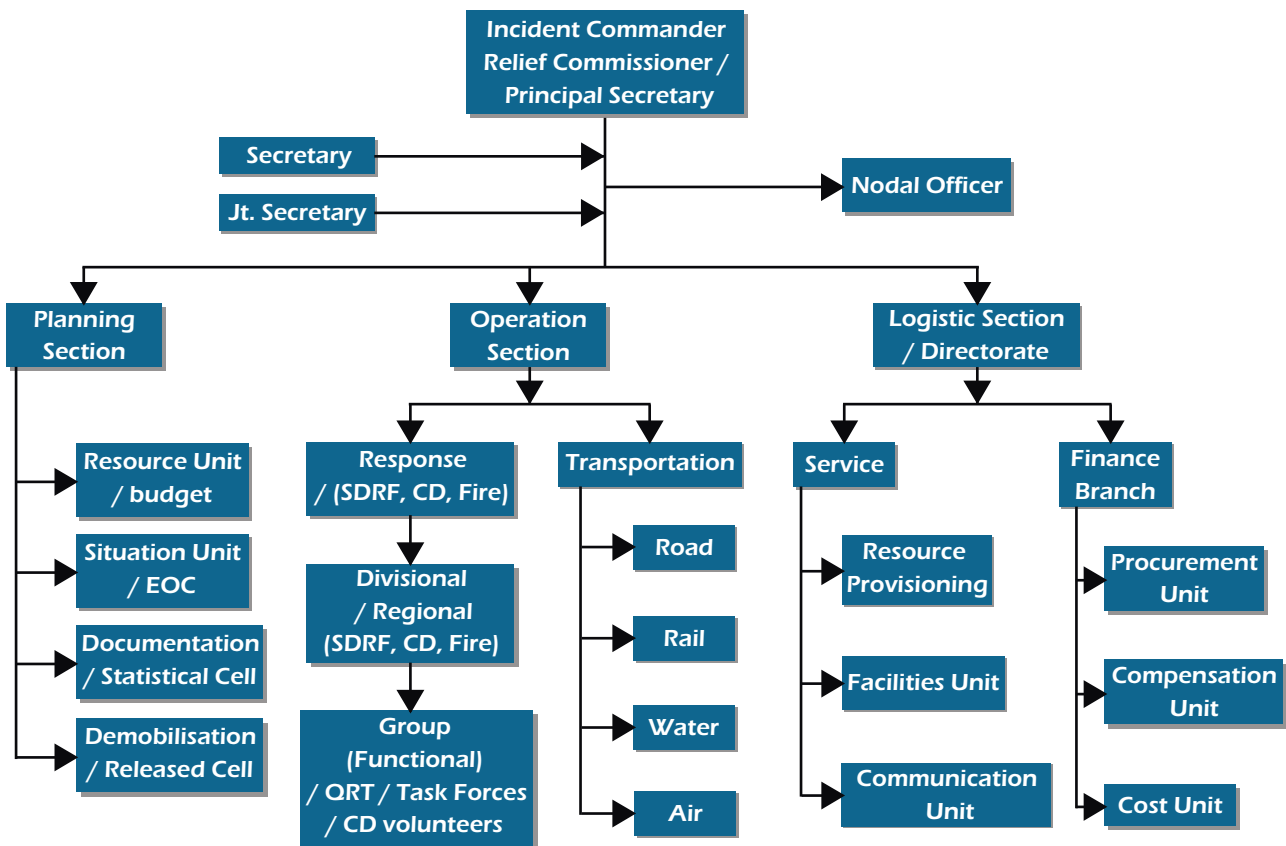 Incident Commander
Relief Commissioner /
Principal Secretary
Secretary
Jt. Secretary
Nodal Officer
Planning
Section
Operation
Section
Logistic Section
/ Directorate
Resource Unit
/ budget
Situation Unit
/ EOC
Documentation
/ Statistical Cell
Demobilisation
/ Released Cell
Response
/ (SDRF, CD, Fire)
Divisional
/ Regional
(SDRF, CD, Fire)
Group
(Functional)
/ QRT / Task Forces
/ CD volunteers
Transportation
Road
Rail
Water
Air
Service
Resource
Provisioning
Facilities Unit
Communication
Unit
Finance
Branch
Procurement
Unit
Compensation
Unit
Cost Unit